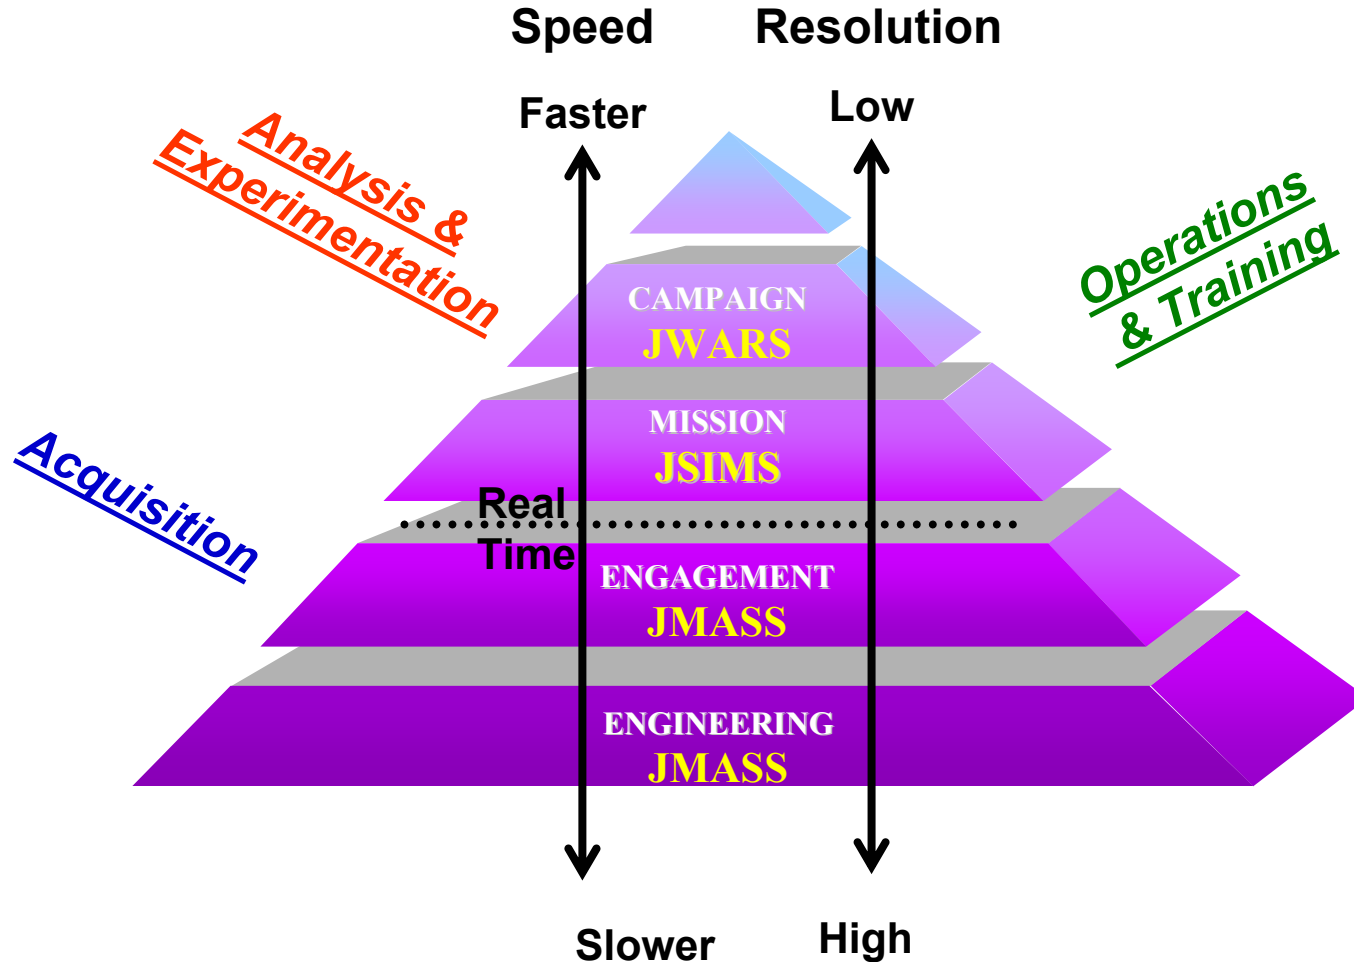 Speed
Resolution
Faster
Low
Analysis &
Experimentation
Operations
& Training
CAMPAIGN
JWARS
MISSION
JSIMS
Acquisition
Real
Time
ENGAGEMENT
JMASS
ENGINEERING
JMASS
Slower
High